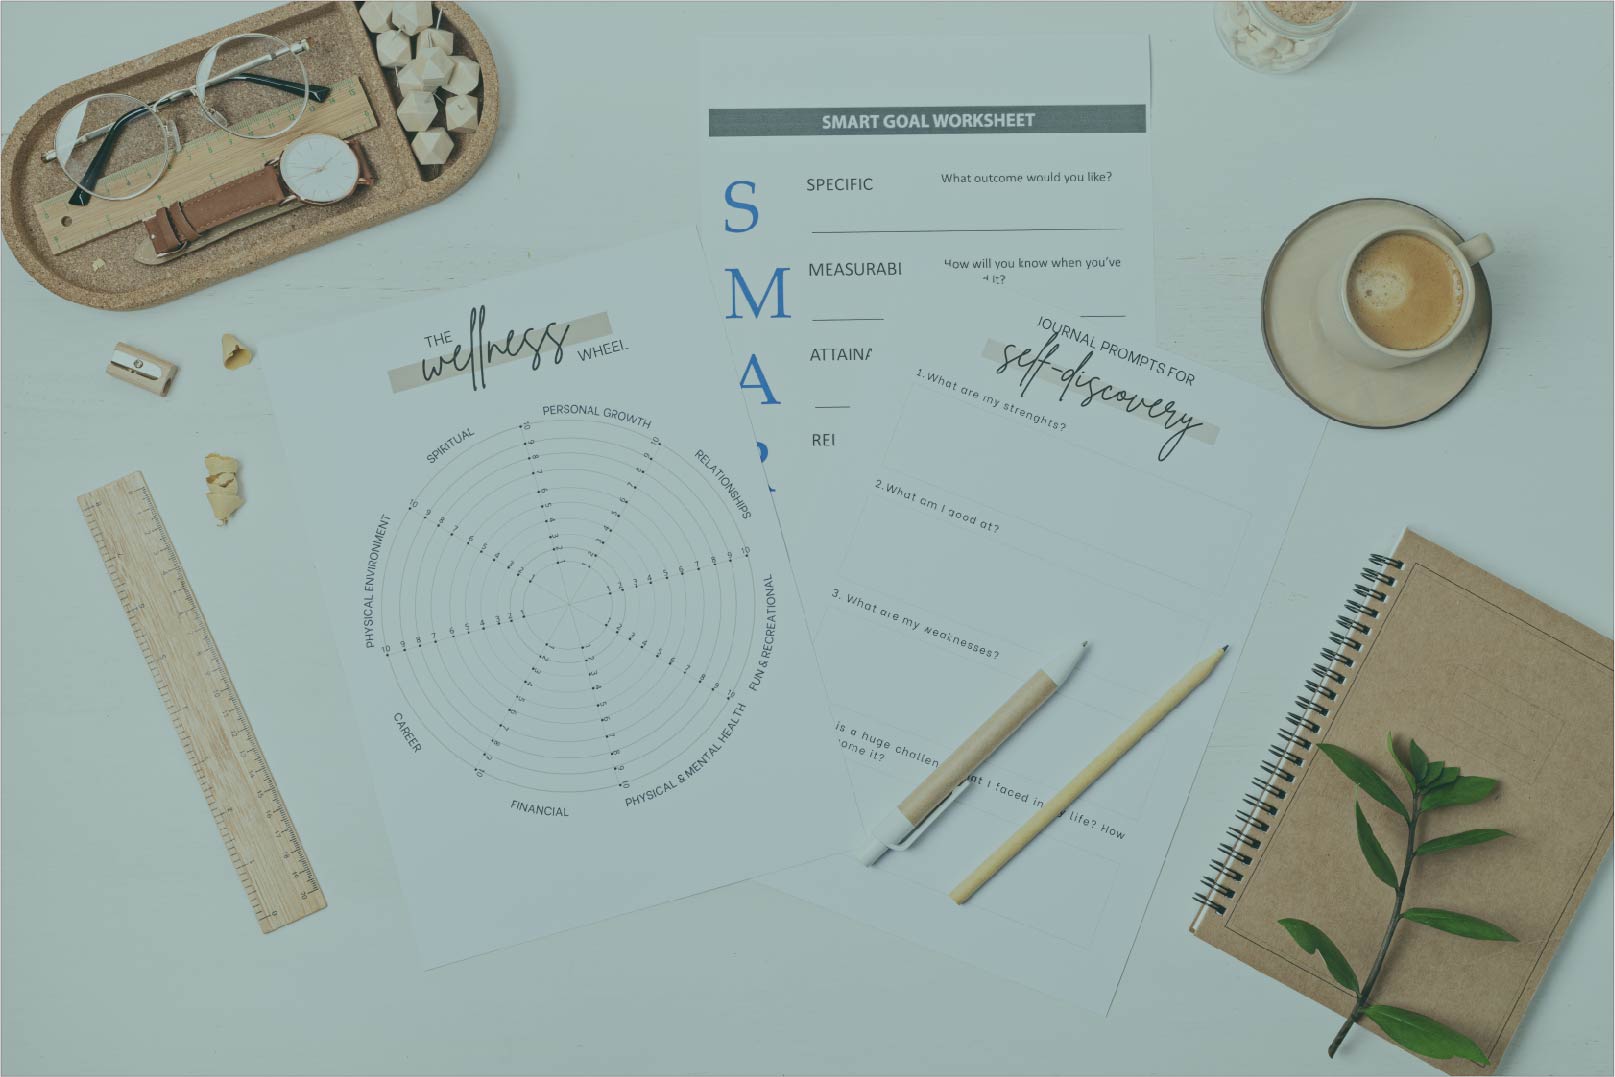 SMART GOAL WORKSHEET
S SPECIFIC What outcome would you like?
M MEASURABI How will you know when you've
it?
A ATTAINA
REI
THE
wellness
WHEEL
PERSONAL GROWTH
RELATIONSHIPS
FUN & RECREATIONAL
PHYSICAL & MENTAL HEALTH
FINANCIAL
CAREER
PHYSICAL ENVIRONMENT
SPIRITUAL
JOURNAL PROMPTS FOR
self-discovery
1.What are my strenghts?
2.What am I good at?
3. What are my weaknesses?
is a huge challen at I faced in life? How
ome it?